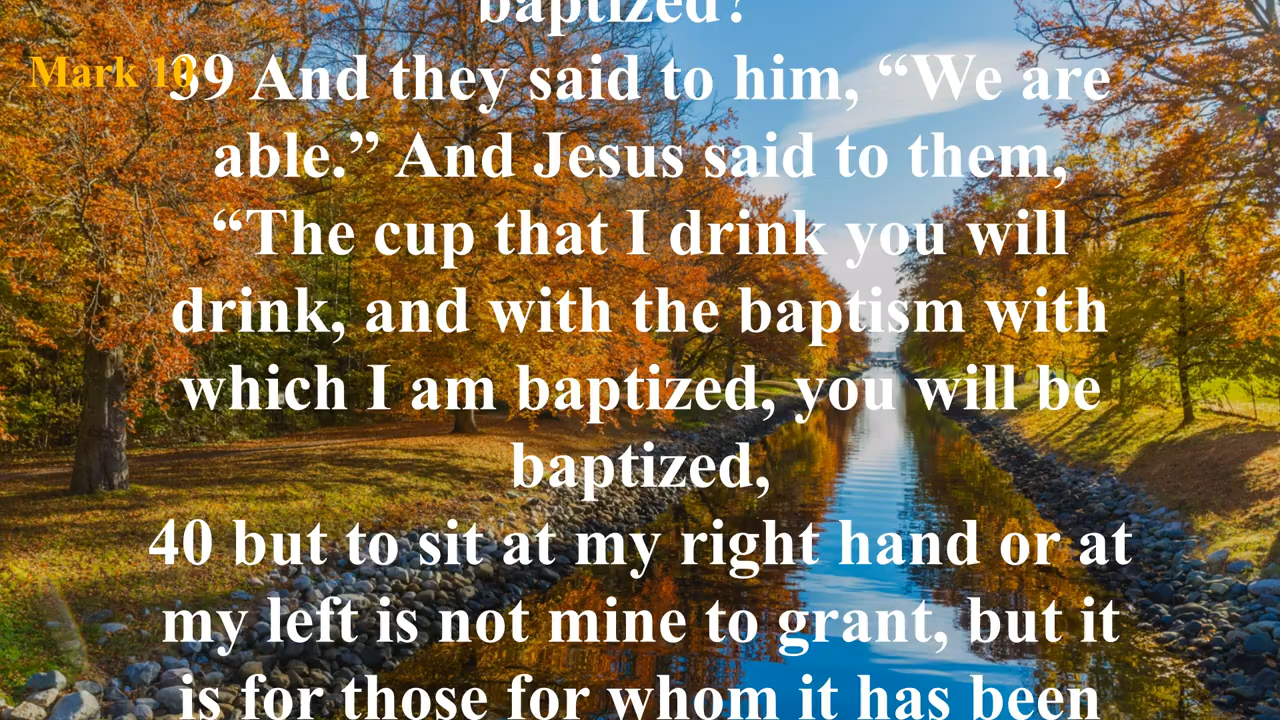 baptized?
Mark 10
39 And they said to him, “We are
able.” And Jesus said to them,
“The cup that I drink you will
drink, and with the baptism with
which I am baptized, you will be
baptized,
40 but to sit at my right hand or at
my left is not mine to grant, but it
is for those for whom it has been